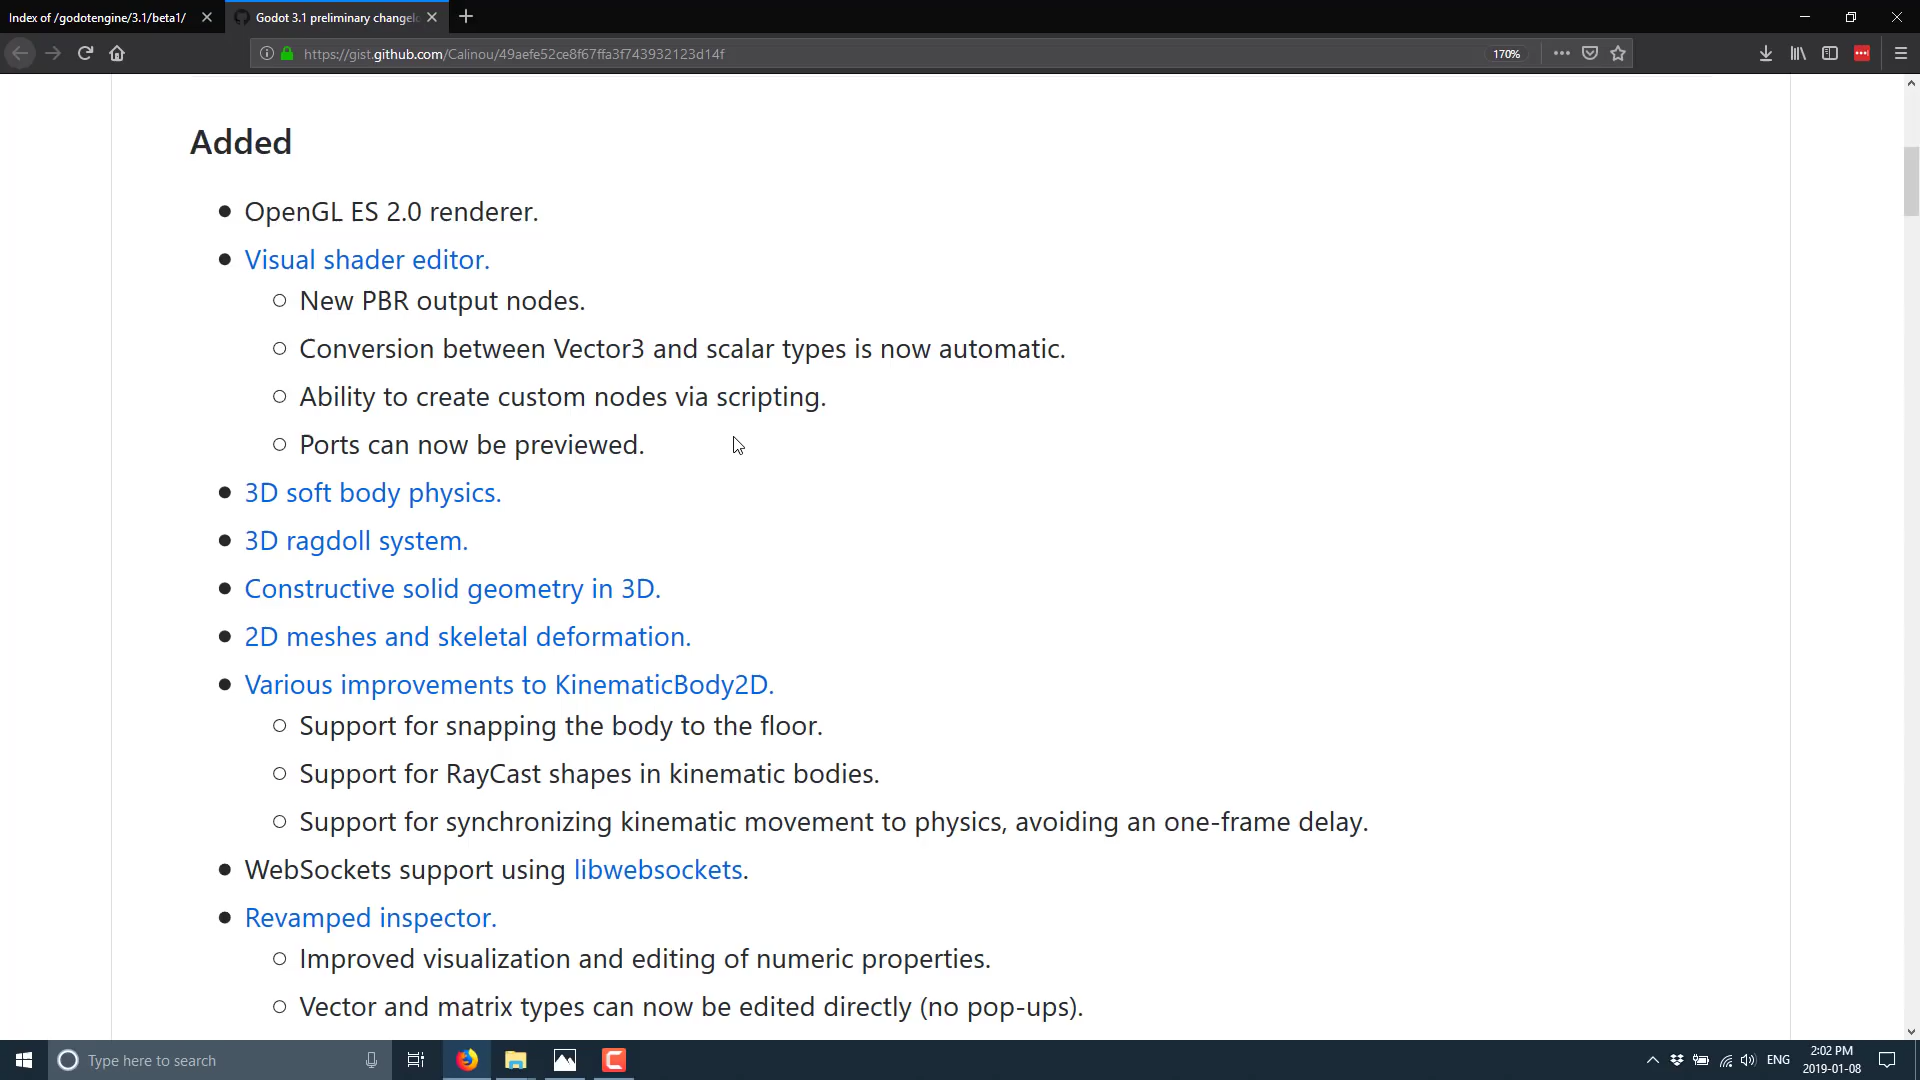 Index of /godotengine/3.1/beta1/
Godot 3.1 preliminary changelo
https://gist.github.com/Calinou/49aefe52ce8f67ffa3f743932123d14f
170%
Added
OpenGL ES 2.0 renderer.
Visual shader editor.
New PBR output nodes.
Conversion between Vector3 and scalar types is now automatic.
Ability to create custom nodes via scripting.
Ports can now be previewed.
3D soft body physics.
3D ragdoll system.
Constructive solid geometry in 3D.
2D meshes and skeletal deformation.
Various improvements to KinematicBody2D.
Support for snapping the body to the floor.
Support for RayCast shapes in kinematic bodies.
Support for synchronizing kinematic movement to physics, avoiding an one-frame delay.
WebSockets support using libwebsockets.
Revamped inspector.
Improved visualization and editing of numeric properties.
Vector and matrix types can now be edited directly (no pop-ups).
Type here to search
ENG
2:02 PM
2019-01-08